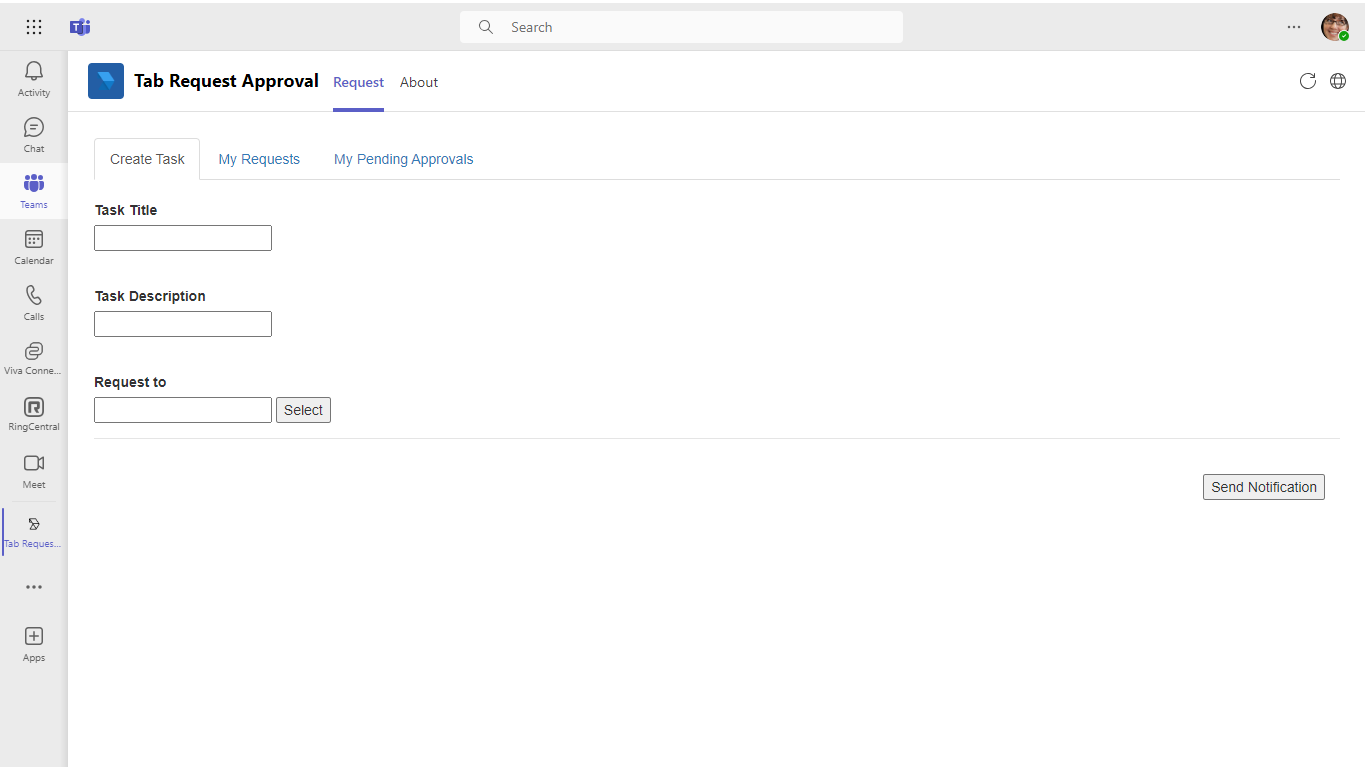 Search
Activity
Chat
Teams
Calendar
Calls
Viva Conne...
RingCentral
Meet
Tab Reques...
Apps
Tab Request Approval Request About
Create Task My Requests My Pending Approvals
Task Title
Task Description
Request to
Select
Send Notification